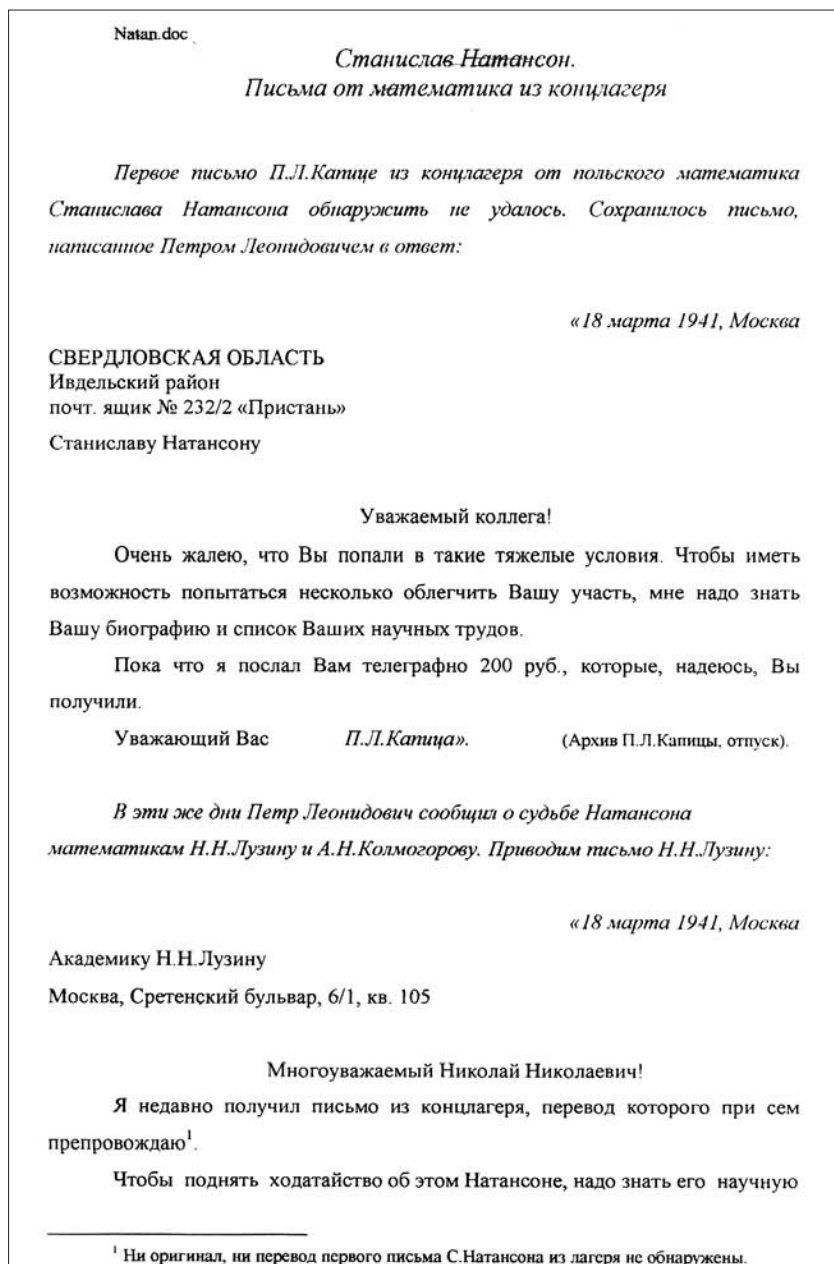 Natan.doc
Станислав Натансон.
Письма от математика из концлагеря
Первое письмо П.Л.Капице из концлагеря от польского математика
Станислава Натансона обнаружить не удалось. Сохранилось письмо,
написанное Петром Леонидовичем в ответ:
«18 марта 1941, Москва
СВЕРДЛОВСКАЯ ОБЛАСТЬ
Ивдельский район
почт. ящик № 232/2 «Пристань»
Станиславу Натансону
Уважаемый коллега!
Очень жалею, что Вы попали в такие тяжелые условия. Чтобы иметь
возможность попытаться несколько облегчить Вашу участь, мне надо знать
Вашу биографию и список Ваших научных трудов.
Пока что я послал Вам телеграфно 200 руб., которые, надеюсь, Вы
получили.
Уважающий Вас П.Л.Капица». (Архив П.Л.Капицы, отпуск).
В эти же дни Петр Леонидович сообщил о судьбе Натансона
математикам Н.Н.Лузину и А.Н.Колмогорову. Приводим письмо Н.Н.Лузину:
«18 марта 1941, Москва
Академику Н.Н.Лузину
Москва, Сретенский бульвар, 6/1, кв. 105
Многоуважаемый Николай Николаевич!
Я недавно получил письмо из концлагеря, перевод которого при сем
препровождаю¹.
Чтобы поднять ходатайство об этом Натансоне, надо знать его научную
¹ Ни оригинал, ни перевод первого письма С.Натансона из лагеря не обнаружены.